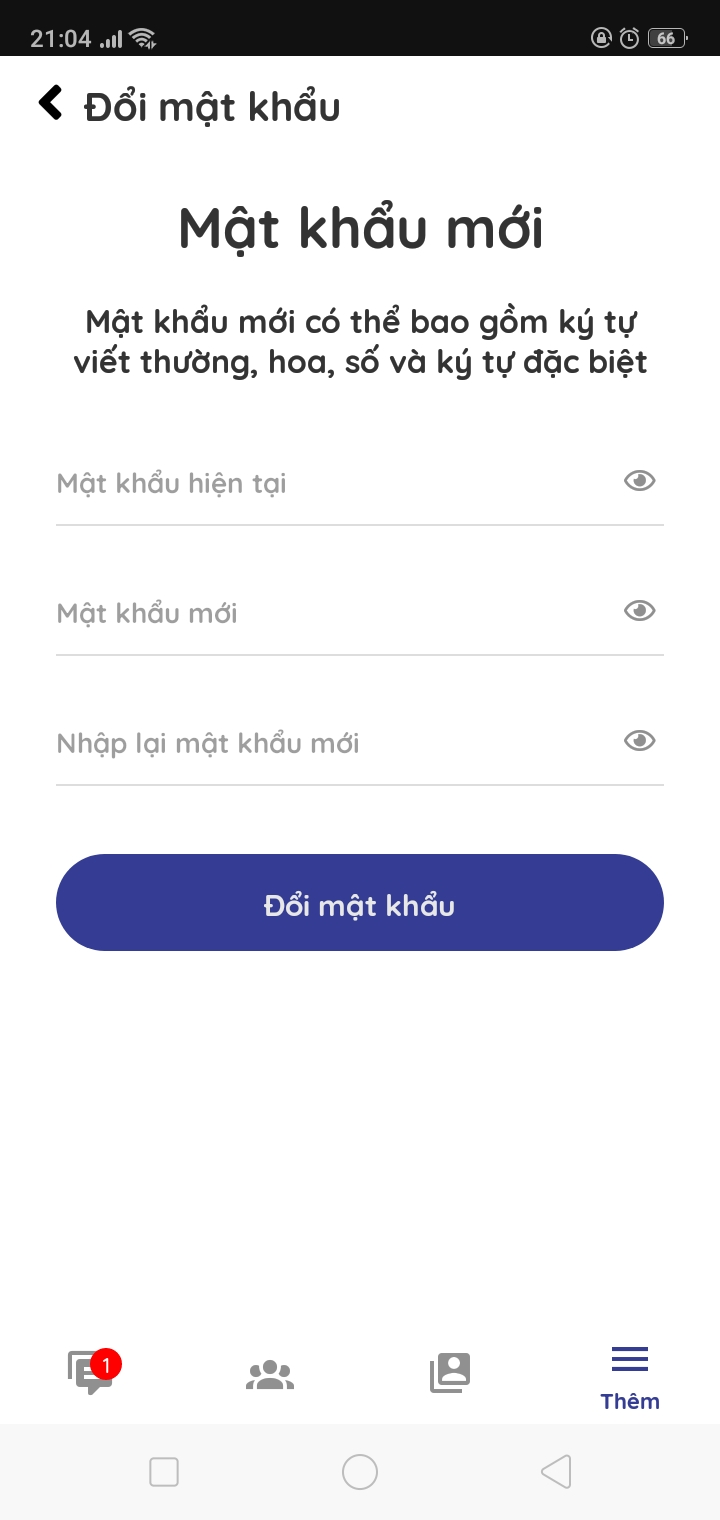 21:04
66
Đổi mật khẩu
Mật khẩu mới
Mật khẩu mới có thể bao gồm ký tự
viết thường, hoa, số và ký tự đặc biệt
Mật khẩu hiện tại
Mật khẩu mới
Nhập lại mật khẩu mới
Đổi mật khẩu
1
Thêm